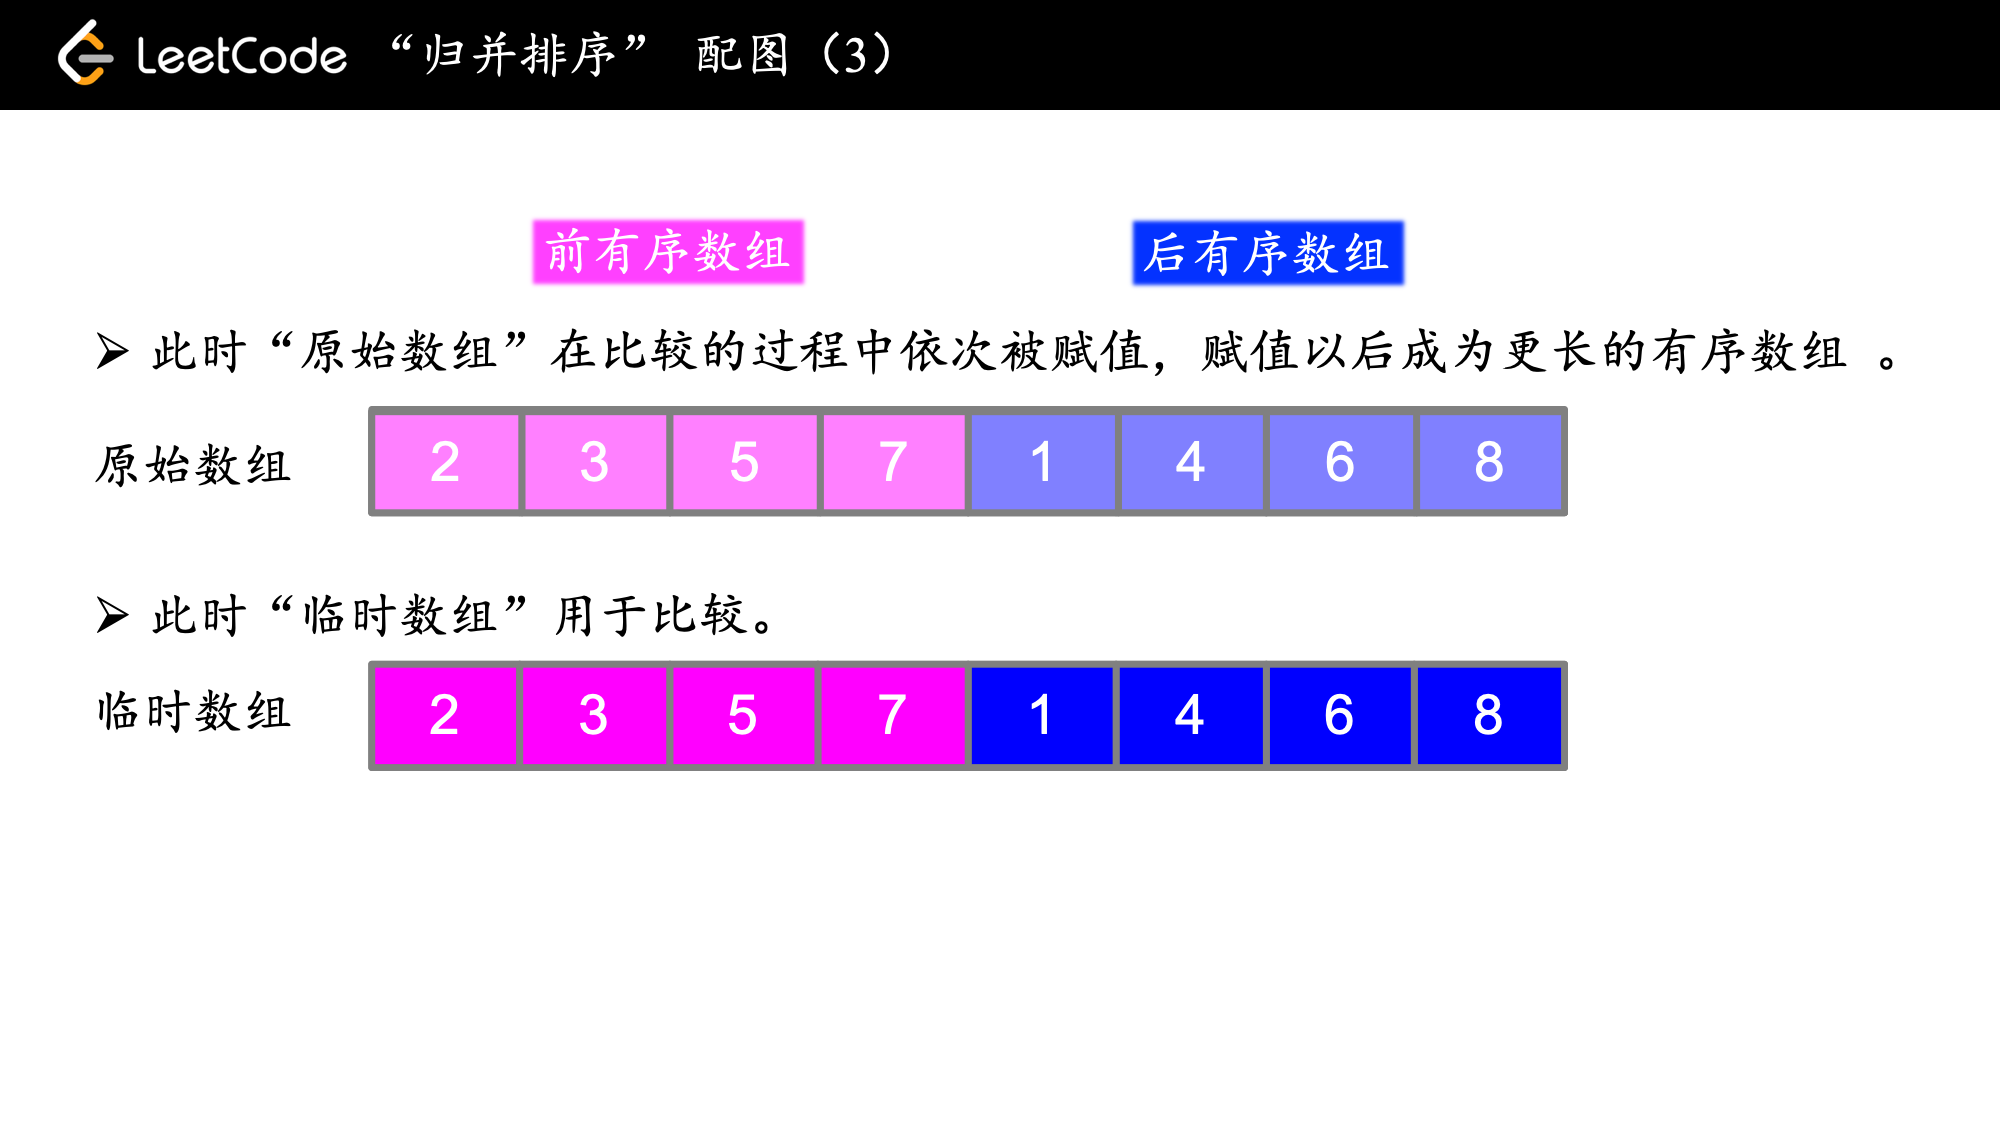 LeetCode “归并排序” 配图（3）
前有序数组 后有序数组
➢ 此时“原始数组”在比较的过程中依次被赋值，赋值以后成为更长的有序数组 。
原始数组 2 3 5 7 1 4 6 8
➢ 此时“临时数组”用于比较。
临时数组 2 3 5 7 1 4 6 8